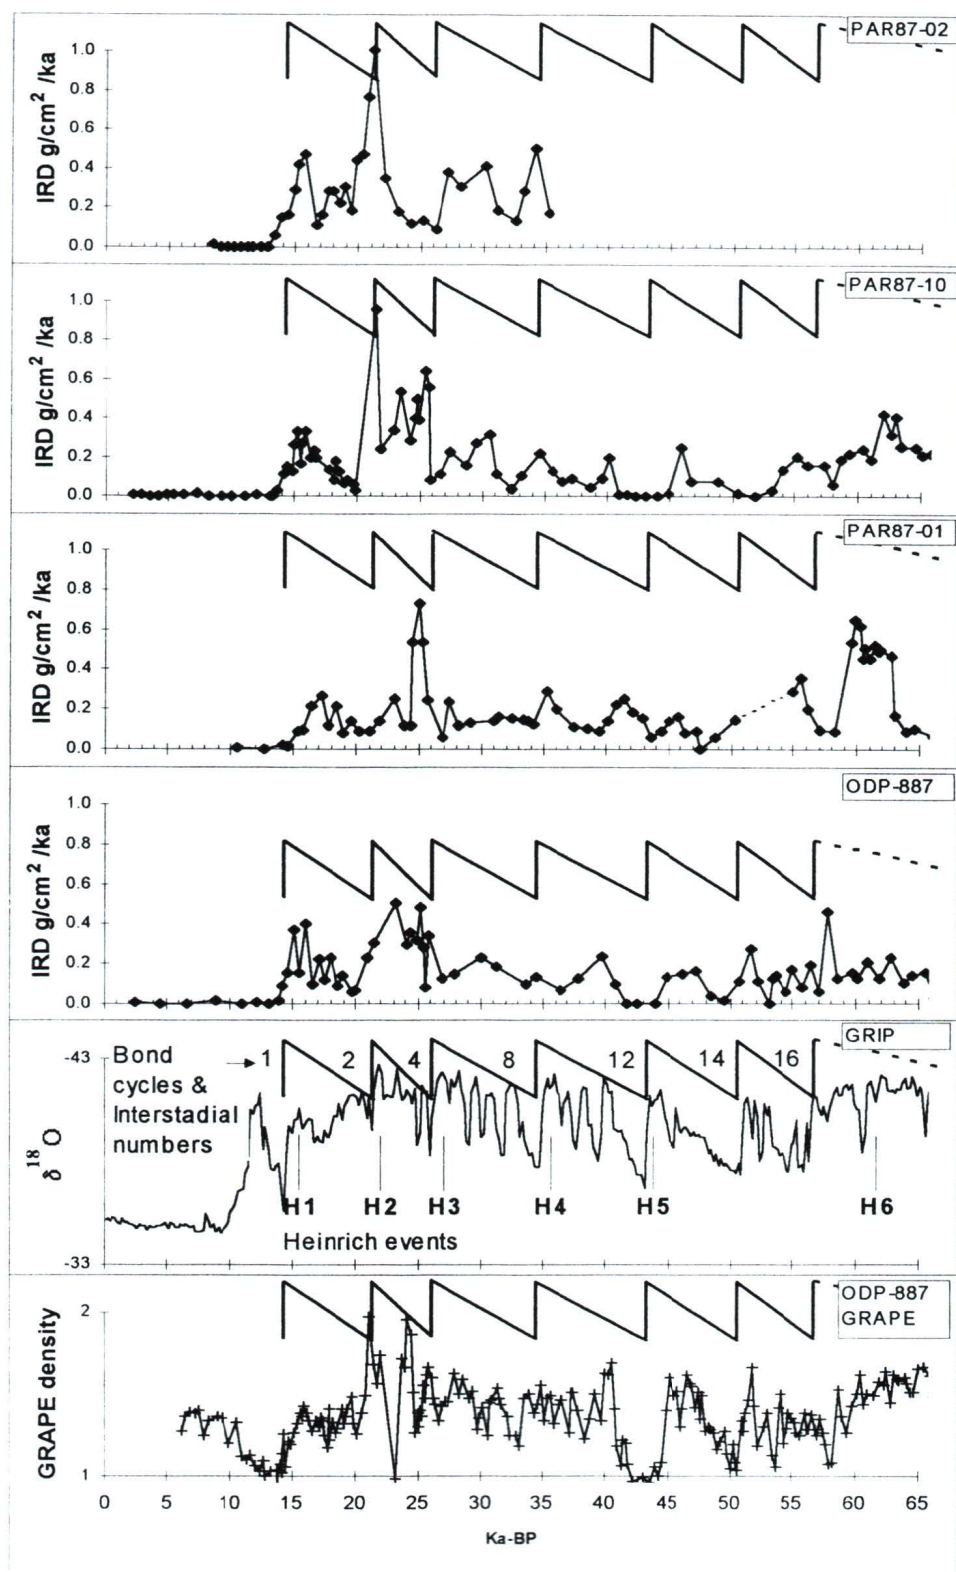 PAR87-02
IRD g/cm² /ka
1.0
0.8
0.6
0.4
0.2
0.0
PAR87-10
IRD g/cm² /ka
1.0
0.8
0.6
0.4
0.2
0.0
PAR87-01
IRD g/cm² /ka
1.0
0.8
0.6
0.4
0.2
0.0
ODP-887
IRD g/cm² /ka
1.0
0.8
0.6
0.4
0.2
0.0
GRIP
δ¹⁸O
-43
-33
Bond 1 2 4 8 12 14 16
cycles &
Interstadial
numbers
H1 H2 H3 H4 H5 H6
Heinrich events
ODP-887
GRAPE
GRAPE density
2
1
0 5 10 15 20 25 30 35 40 45 50 55 60 65
Ka-BP